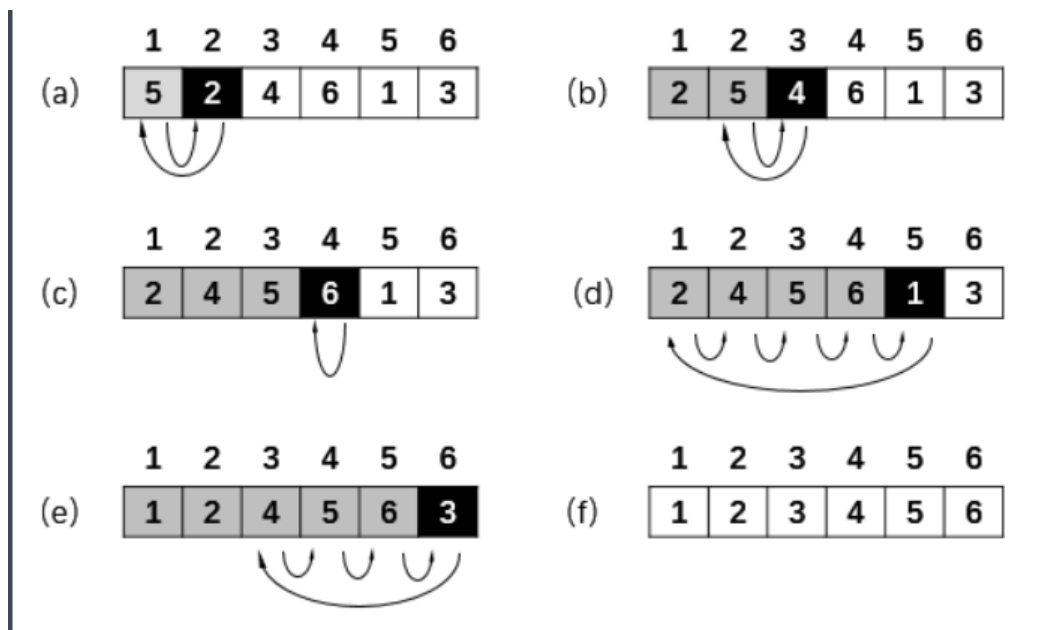 1 2 3 4 5 6
(a) 5 2 4 6 1 3
1 2 3 4 5 6
(b) 2 5 4 6 1 3
1 2 3 4 5 6
(c) 2 4 5 6 1 3
1 2 3 4 5 6
(d) 2 4 5 6 1 3
1 2 3 4 5 6
(e) 1 2 4 5 6 3
1 2 3 4 5 6
(f) 1 2 3 4 5 6